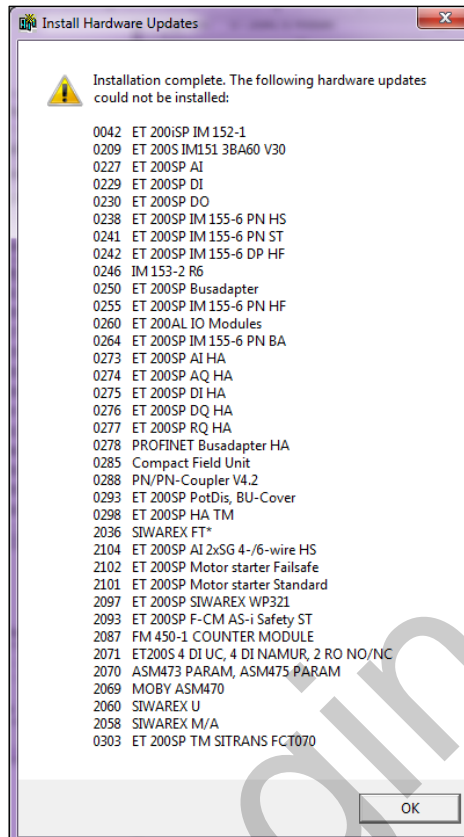 Install Hardware Updates
Installation complete. The following hardware updates
could not be installed:
0042 ET 200iSP IM 152-1
0209 ET 200S IM151 3BA60 V30
0227 ET 200SP AI
0229 ET 200SP DI
0230 ET 200SP DO
0238 ET 200SP IM 155-6 PN HS
0241 ET 200SP IM 155-6 PN ST
0242 ET 200SP IM 155-6 DP HF
0246 IM 153-2 R6
0250 ET 200SP Busadapter
0255 ET 200SP IM 155-6 PN HF
0260 ET 200AL IO Modules
0264 ET 200SP IM 155-6 PN BA
0273 ET 200SP AI HA
0274 ET 200SP AQ HA
0275 ET 200SP DI HA
0276 ET 200SP DQ HA
0277 ET 200SP RQ HA
0278 PROFINET Busadapter HA
0285 Compact Field Unit
0288 PN/PN-Coupler V4.2
0293 ET 200SP PotDis, BU-Cover
0298 ET 200SP HA TM
2036 SIWAREX FT*
2104 ET 200SP AI 2xSG 4-/6-wire HS
2102 ET 200SP Motor starter Failsafe
2101 ET 200SP Motor starter Standard
2097 ET 200SP SIWAREX WP321
2093 ET 200SP F-CM AS-i Safety ST
2087 FM 450-1 COUNTER MODULE
2071 ET200S 4 DI UC, 4 DI NAMUR, 2 RO NO/NC
2070 ASM473 PARAM, ASM475 PARAM
2069 MOBY ASM470
2060 SIWAREX U
2058 SIWAREX M/A
0303 ET 200SP TM SITRANS FCT070
OK